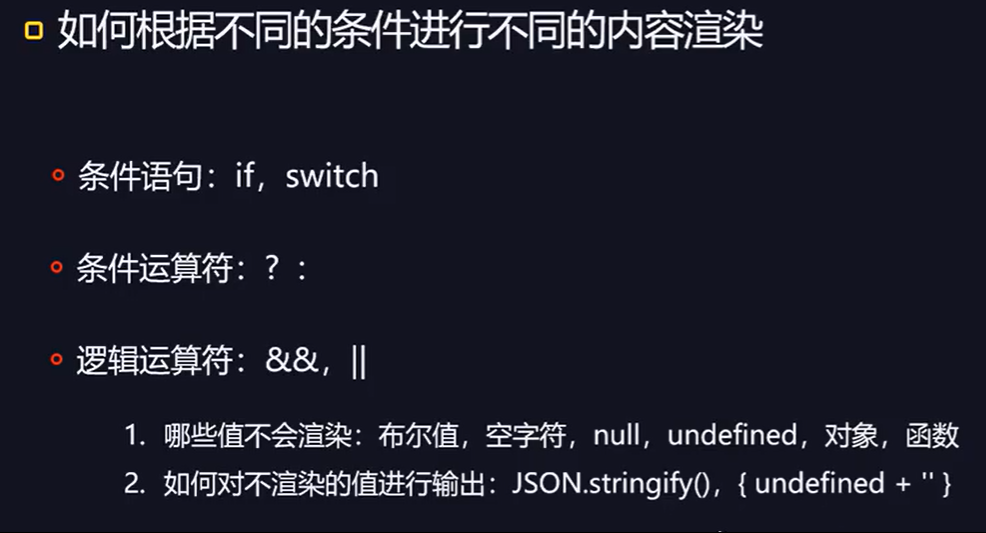 如何根据不同的条件进行不同的内容渲染
条件语句：if，switch
条件运算符：? :
逻辑运算符：&&，||
1. 哪些值不会渲染：布尔值，空字符，null，undefined，对象，函数
2. 如何对不渲染的值进行输出：JSON.stringify()，{ undefined + '' }